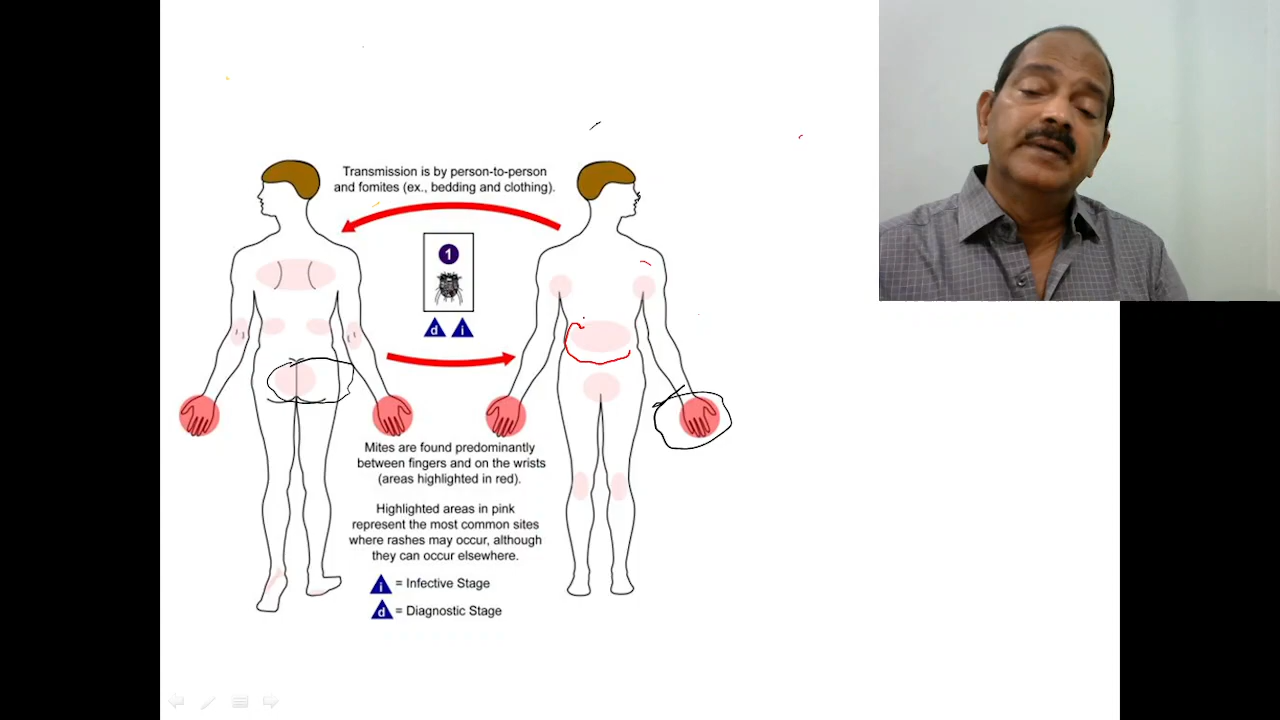 Transmission is by person-to-person
and fomites (ex., bedding and clothing).
1
d i
Mites are found predominantly
between fingers and on the wrists
(areas highlighted in red).
Highlighted areas in pink
represent the most common sites
where rashes may occur, although
they can occur elsewhere.
i = Infective Stage
d = Diagnostic Stage